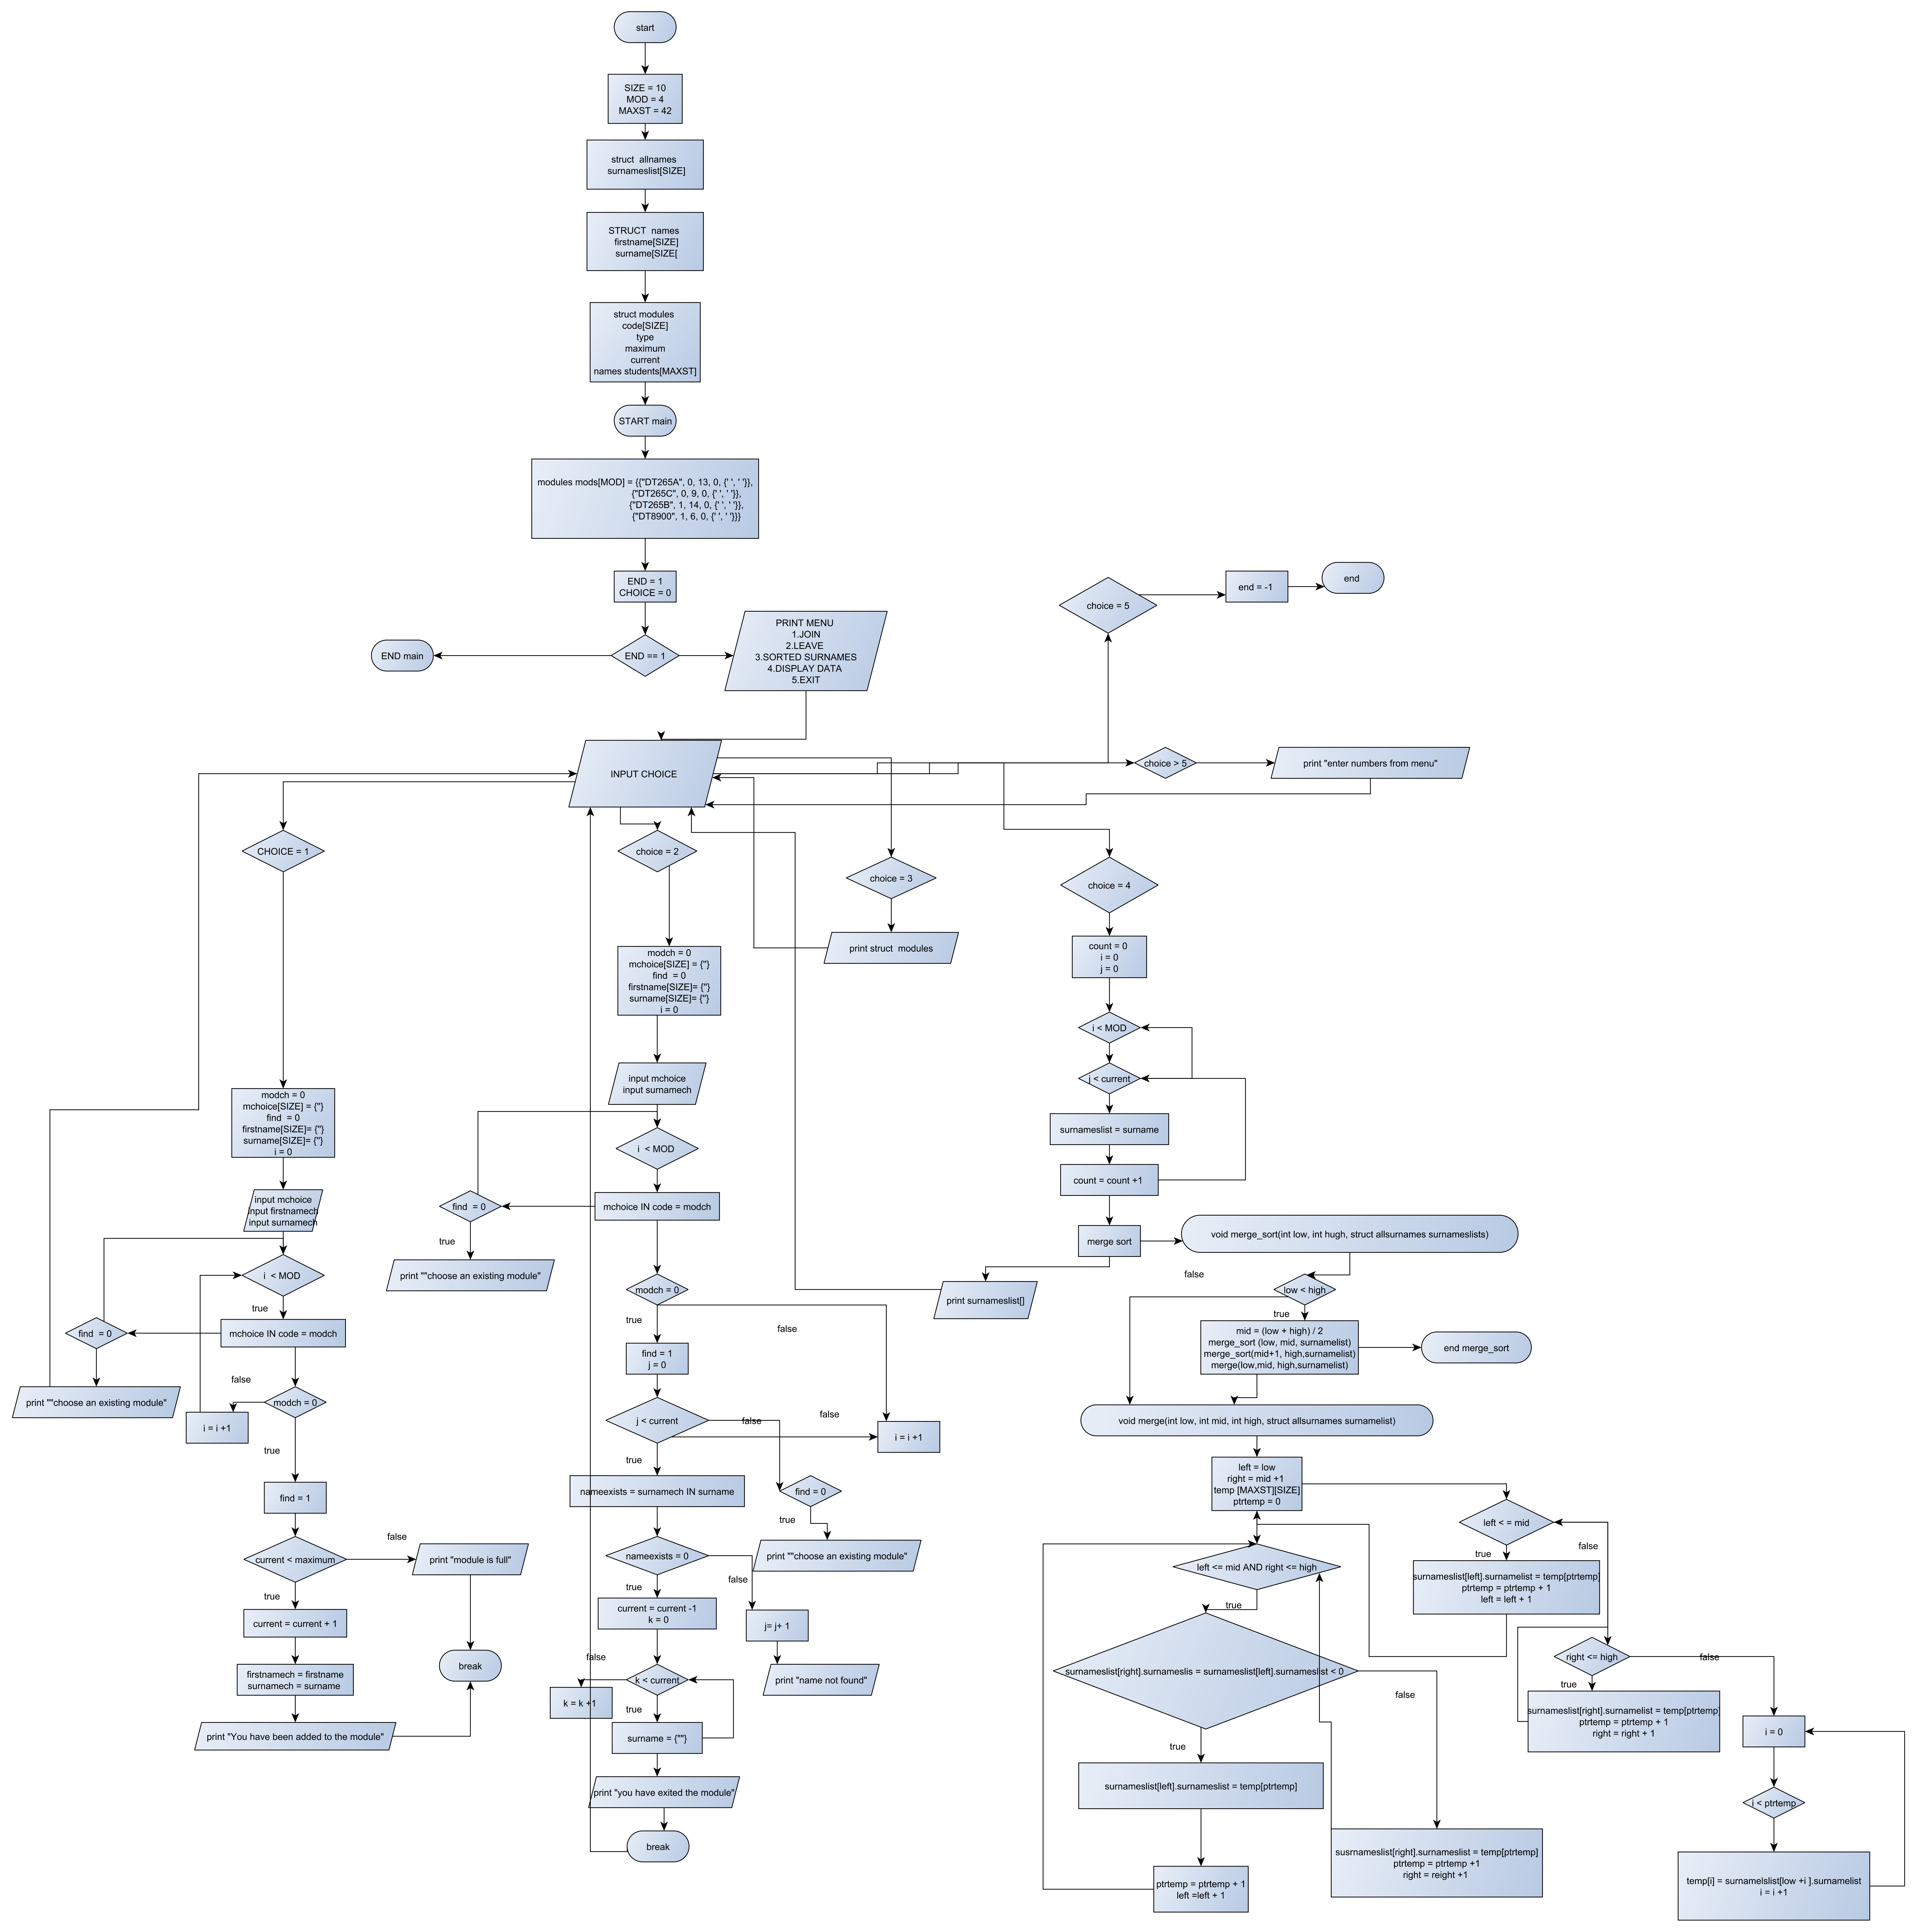 start
SIZE = 10
MOD = 4
MAXST = 42
struct  allnames
surnameslist[SIZE]
STRUCT  names
firstname[SIZE]
surname[SIZE[
struct modules
code[SIZE]
type
maximum
current
names students[MAXST]
START main
modules mods[MOD] = {{"DT265A", 0, 13, 0, {' ', ' '}},
{"DT265C", 0, 9, 0, {' ', ' '}},
{"DT265B", 1, 14, 0, {' ', ' '}},
{"DT8900", 1, 6, 0, {' ', ' '}}}
END = 1
CHOICE = 0
END main
END == 1
PRINT MENU
1.JOIN
2.LEAVE
3.SORTED SURNAMES
4.DISPLAY DATA
5.EXIT
choice = 5
end = -1
end
INPUT CHOICE
choice > 5
print "enter numbers from menu"
CHOICE = 1
choice = 2
choice = 3
choice = 4
print struct  modules
modch = 0
mchoice[SIZE] = {''}
find  = 0
firstname[SIZE]= {''}
surname[SIZE]= {''}
i = 0
input mchoice
input firstnamech
input surnamech
i  < MOD
true
mchoice IN code = modch
find  = 0
print ""choose an existing module"
false
modch = 0
i = i +1
true
find = 1
current < maximum
false
print "module is full"
true
current = current + 1
firstnamech = firstname
surnamech = surname
print "You have been added to the module"
break
modch = 0
mchoice[SIZE] = {''}
find  = 0
firstname[SIZE]= {''}
surname[SIZE]= {''}
i = 0
input mchoice
input surnamech
i  < MOD
mchoice IN code = modch
find  = 0
true
print ""choose an existing module"
modch = 0
true
false
find = 1
j = 0
j < current
false
false
i = i +1
true
nameexists = surnamech IN surname
find = 0
true
print ""choose an existing module"
nameexists = 0
false
true
current = current -1
k = 0
j= j+ 1
print "name not found"
k < current
false
k = k +1
true
surname = {""}
print "you have exited the module"
break
count = 0
i = 0
j = 0
i < MOD
j < current
surnameslist = surname
count = count +1
merge sort
print surnameslist[]
void merge_sort(int low, int hugh, struct allsurnames surnameslists)
false
low < high
true
mid = (low + high) / 2
merge_sort (low, mid, surnamelist)
merge_sort(mid+1, high,surnamelist)
merge(low,mid, high,surnamelist)
end merge_sort
void merge(int low, int mid, int high, struct allsurnames surnamelist)
left = low
right = mid +1
temp [MAXST][SIZE]
ptrtemp = 0
left <= mid AND right <= high
true
surnameslist[right].surnameslis = surnameslist[left].surnameslist < 0
false
true
surnameslist[left].surnameslist = temp[ptrtemp]
ptrtemp = ptrtemp + 1
left =left + 1
susrnameslist[right].surnameslist = temp[ptrtemp]
ptrtemp = ptrtemp +1
right = reight +1
left < = mid
true
false
surnameslist[left].surnamelist = temp[ptrtemp]
ptrtemp = ptrtemp + 1
left = left + 1
right <= high
false
true
surnameslist[right].surnamelist = temp[ptrtemp]
ptrtemp = ptrtemp + 1
right = right + 1
i = 0
i < ptrtemp
temp[i] = surnamelslist[low +i ].surnamelist
i = i +1